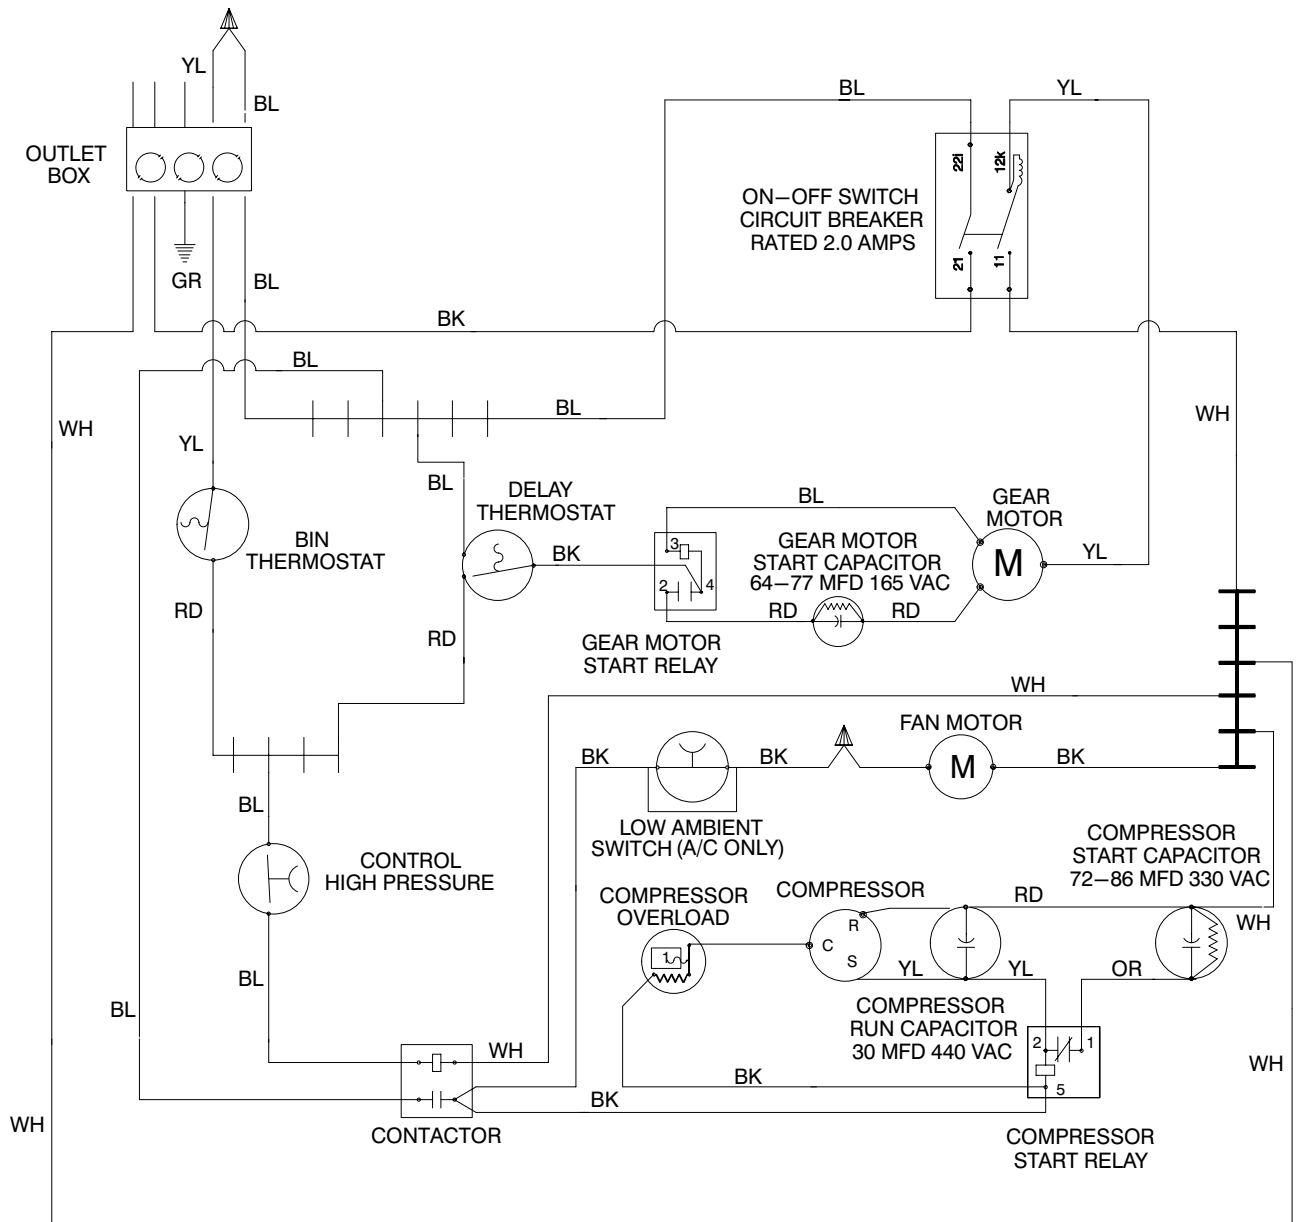 YL
BL
OUTLET
BOX
GR
BL
BL
YL
22i
12k
21
11
ON–OFF SWITCH
CIRCUIT BREAKER
RATED 2.0 AMPS
BK
BL
BL
WH
WH
YL
BL
BIN
THERMOSTAT
DELAY
THERMOSTAT
BK
RD
RD
3
2
4
GEAR MOTOR
START RELAY
BL
GEAR MOTOR
START CAPACITOR
64–77 MFD 165 VAC
RD
RD
GEAR
MOTOR
M
YL
WH
BK
BK
FAN MOTOR
M
BK
LOW AMBIENT
SWITCH (A/C ONLY)
BL
CONTROL
HIGH PRESSURE
COMPRESSOR
OVERLOAD
1
COMPRESSOR
R
C
S
RD
YL
YL
COMPRESSOR
START CAPACITOR
72–86 MFD 330 VAC
WH
OR
COMPRESSOR
RUN CAPACITOR
30 MFD 440 VAC
BL
BL
WH
2
1
5
BK
BK
WH
WH
CONTACTOR
COMPRESSOR
START RELAY